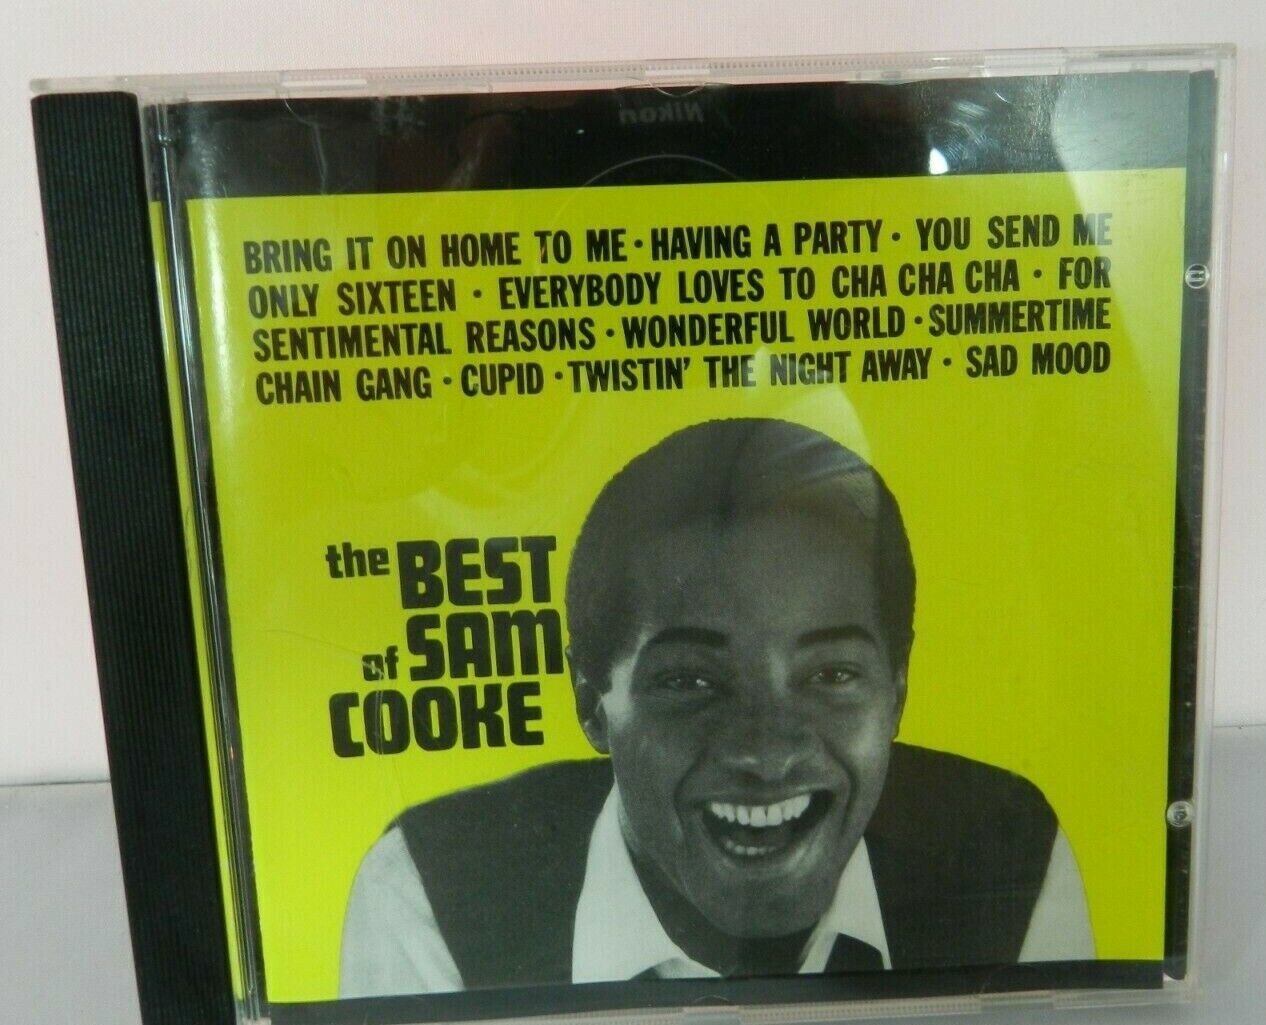 Nikon
BRING IT ON HOME TO ME · HAVING A PARTY · YOU SEND ME
ONLY SIXTEEN · EVERYBODY LOVES TO CHA CHA CHA · FOR
SENTIMENTAL REASONS · WONDERFUL WORLD · SUMMERTIME
CHAIN GANG · CUPID · TWISTIN' THE NIGHT AWAY · SAD MOOD
the BEST
of SAM
COOKE